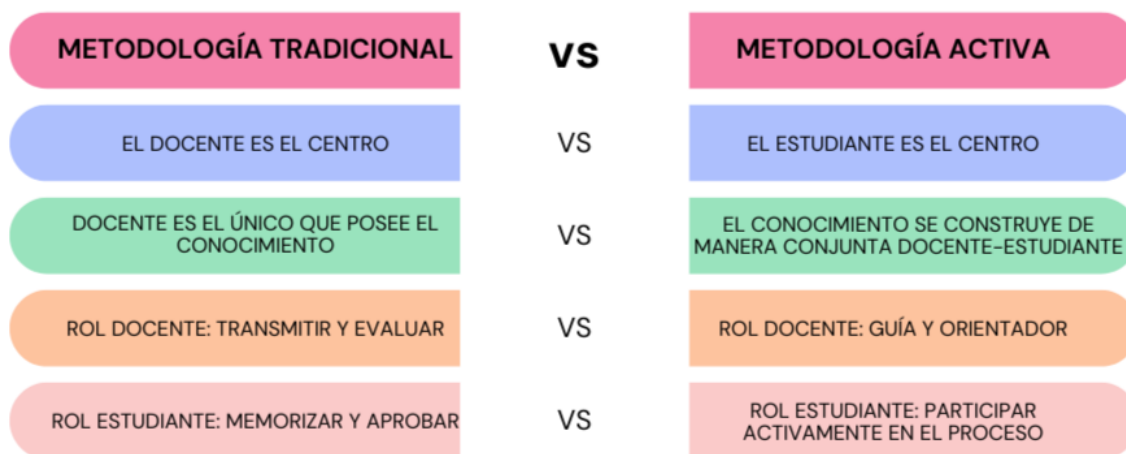 METODOLOGÍA TRADICIONAL
VS
METODOLOGÍA ACTIVA
EL DOCENTE ES EL CENTRO
VS
EL ESTUDIANTE ES EL CENTRO
DOCENTE ES EL ÚNICO QUE POSEE EL
CONOCIMIENTO
VS
EL CONOCIMIENTO SE CONSTRUYE DE
MANERA CONJUNTA DOCENTE-ESTUDIANTE
ROL DOCENTE: TRANSMITIR Y EVALUAR
VS
ROL DOCENTE: GUÍA Y ORIENTADOR
ROL ESTUDIANTE: MEMORIZAR Y APROBAR
VS
ROL ESTUDIANTE: PARTICIPAR
ACTIVAMENTE EN EL PROCESO